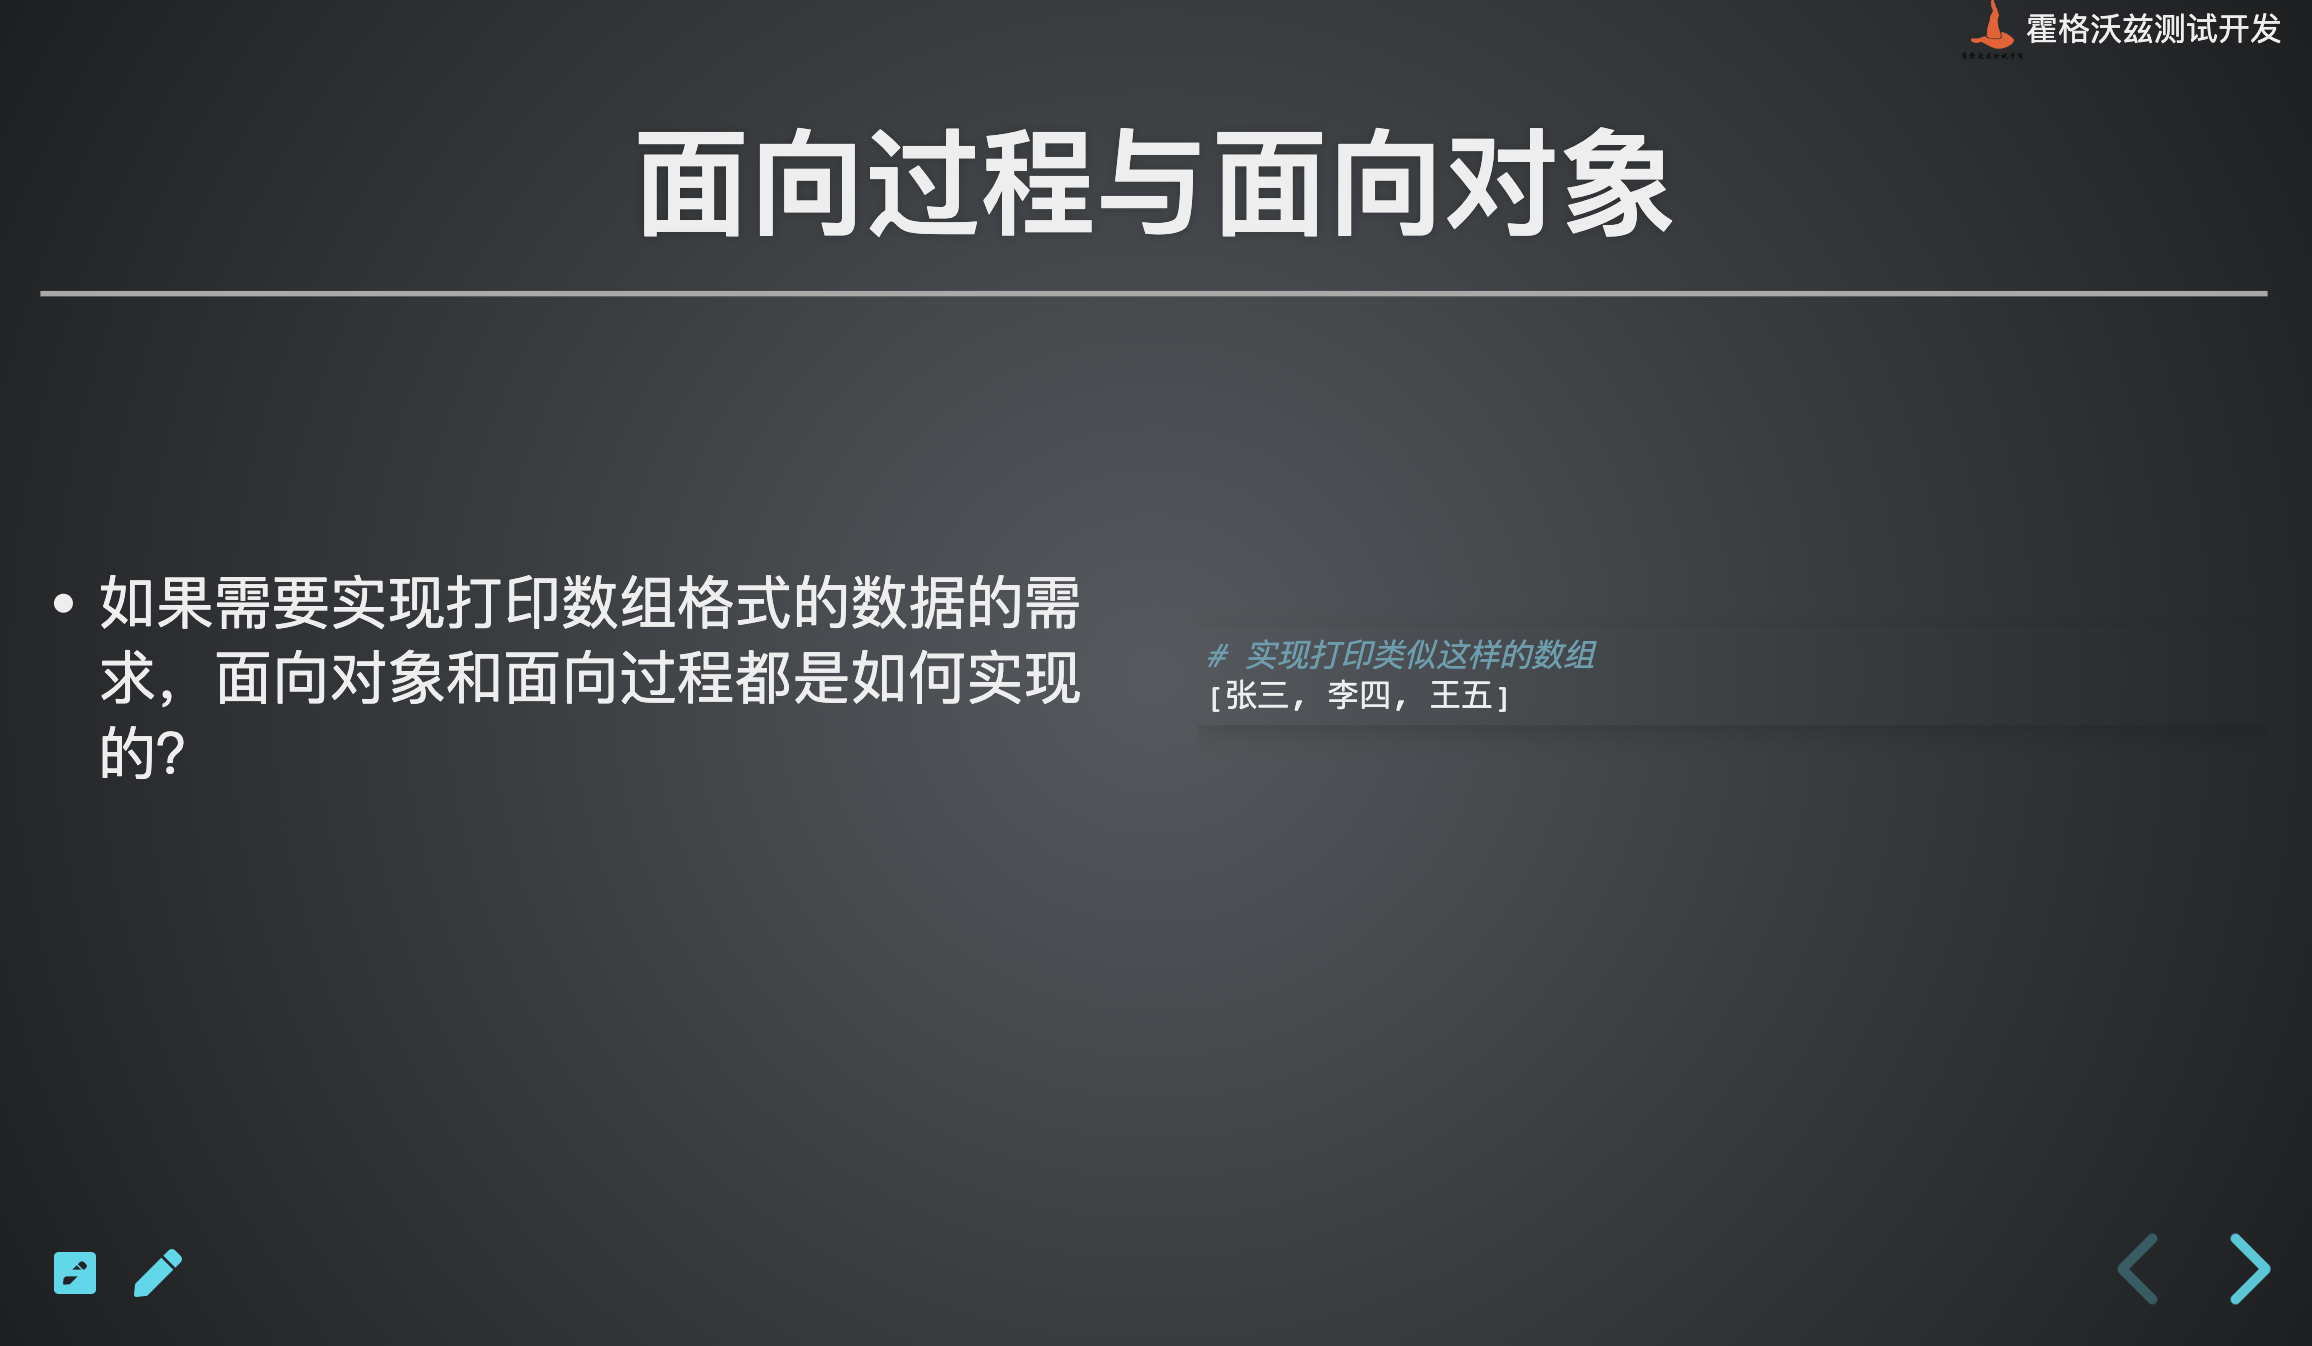 霍格沃兹测试开发
面向过程与面向对象
• 如果需要实现打印数组格式的数据的需
求，面向对象和面向过程都是如何实现
的？
# 实现打印类似这样的数组
[张三, 李四, 王五]